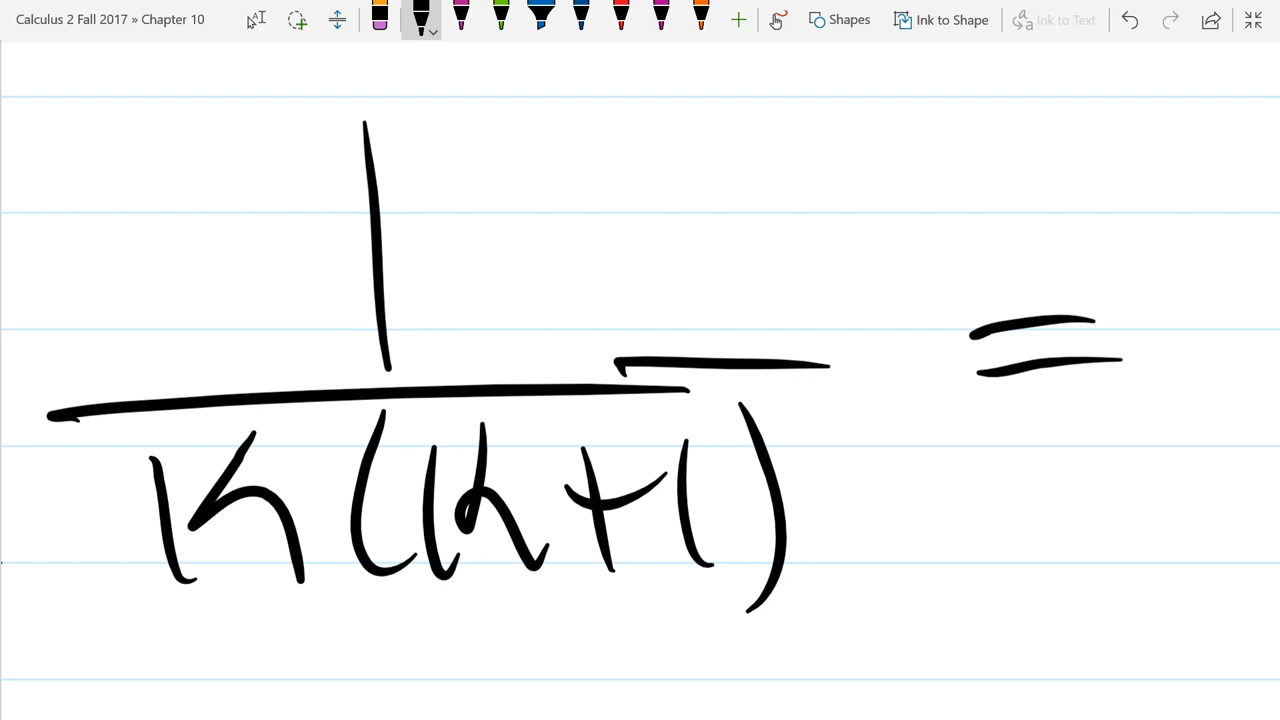 Calculus 2 Fall 2017 » Chapter 10 Shapes Ink to Shape Ink to Text
1
=
K(K+1)